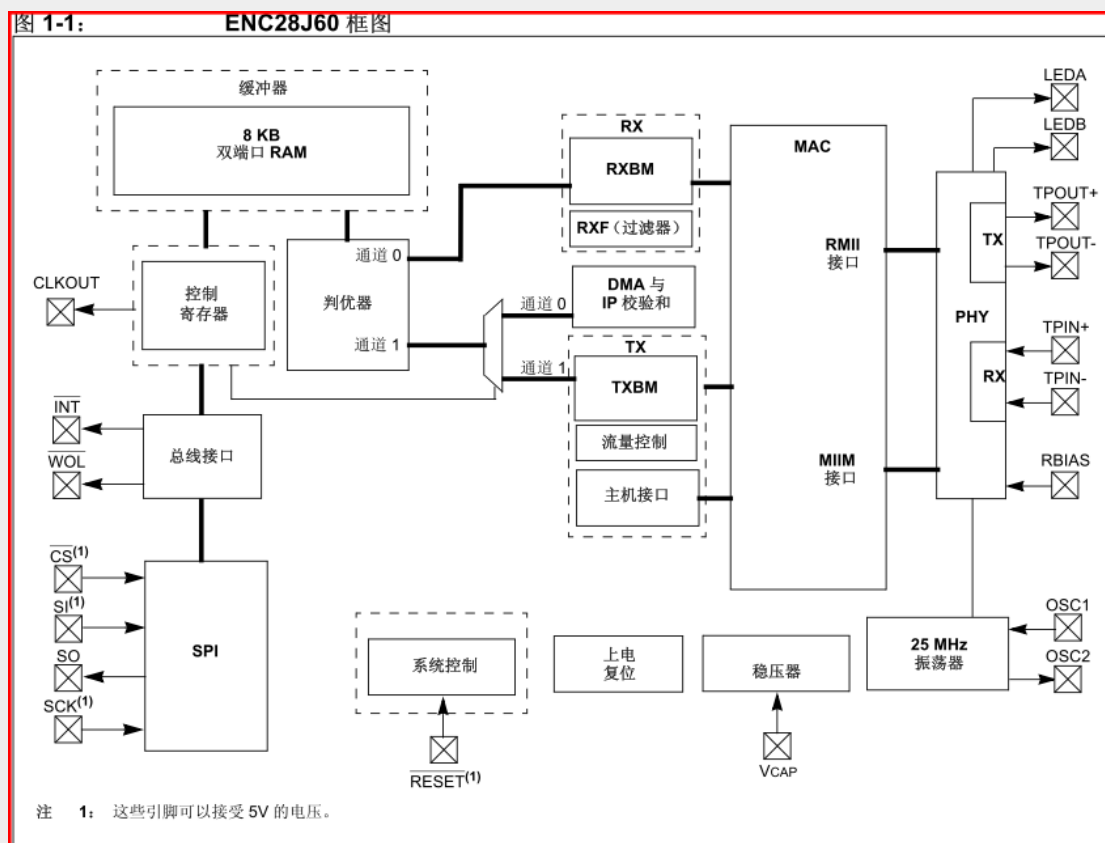 图 1-1: ENC28J60 框图
缓冲器
8 KB
双端口 RAM
控制
寄存器
CLKOUT
判优器
通道 0
通道 1
通道 0
通道 1
RX
RXBM
RXF（过滤器）
DMA 与
IP 校验和
TX
TXBM
流量控制
主机接口
MAC
RMII
接口
MIIM
接口
PHY
TX
RX
LEDA
LEDB
TPOUT+
TPOUT-
TPIN+
TPIN-
RBIAS
INT
WOL
总线接口
CS(1)
SI(1)
SO
SCK(1)
SPI
系统控制
RESET(1)
上电
复位
稳压器
VCAP
25 MHz
振荡器
OSC1
OSC2
注 1: 这些引脚可以接受 5V 的电压。